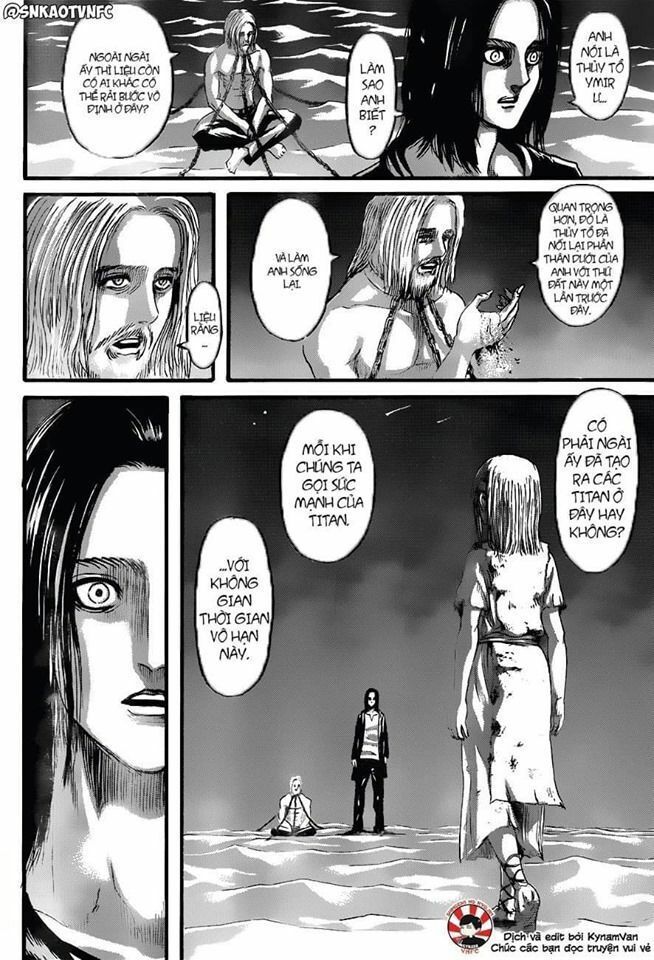 @SNKAOTVNFC
ANH
NÓI LÀ
THỦY TỔ
YMIR
Ư...
LÀM
SAO
ANH
BIẾT
?
NGOÀI NGÀI
ẤY THÌ LIỆU CÒN
CÓ AI KHÁC CÓ
THỂ RẢI BƯỚC VÔ
ĐỊNH Ở ĐÂY?
QUAN TRỌNG
HƠN, ĐÓ LÀ
THỦY TỔ ĐÃ
NỐI LẠI PHẦN
THÂN DƯỚI CỦA
ANH VỚI THỨ
ĐẤT NÀY MỘT
LẦN TRƯỚC
ĐÂY.
VÀ LÀM
ANH SỐNG
LẠI.
LIỆU
RẰNG
...
CÓ
PHẢI NGÀI
ẤY ĐÃ TẠO
RA CÁC
TITAN Ở
ĐÂY HAY
KHÔNG?
MỖI KHI
CHÚNG TA
GỌI SỨC
MẠNH CỦA
TITAN.
...VỚI
KHÔNG
GIAN
THỜI GIAN
VÔ HẠN
NÀY.
VNFC
Dịch và edit bởi KynamVan
Chúc các bạn đọc truyện vui vẻ